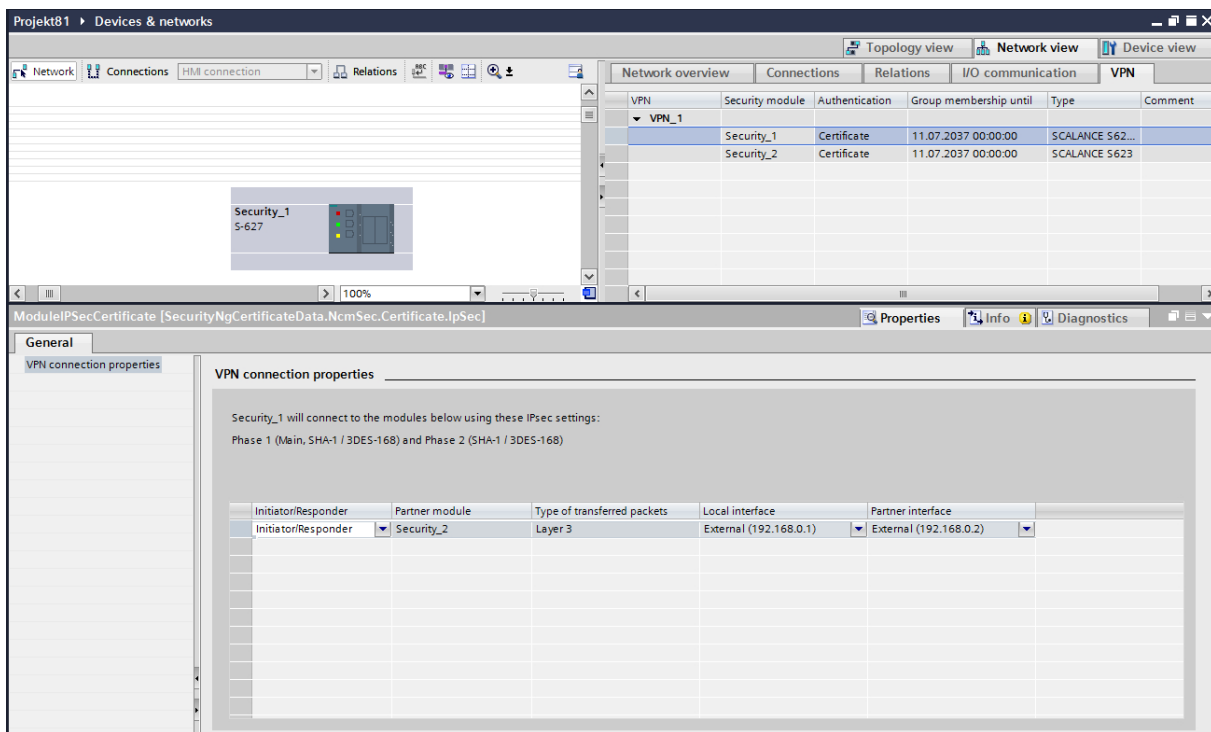 Projekt81 ▸ Devices & networks
Topology view Network view Device view
Network Connections HMI connection Relations
Network overview Connections Relations I/O communication VPN
VPN Security module Authentication Group membership until Type Comment
VPN_1
Security_1 Certificate 11.07.2037 00:00:00 SCALANCE S62...
Security_2 Certificate 11.07.2037 00:00:00 SCALANCE S623
Security_1
S-627
100%
ModuleIPSecCertificate [SecurityNgCertificateData.NcmSec.Certificate.IpSec]
Properties Info Diagnostics
General
VPN connection properties
VPN connection properties
Security_1 will connect to the modules below using these IPsec settings:
Phase 1 (Main, SHA-1 / 3DES-168) and Phase 2 (SHA-1 / 3DES-168)
Initiator/Responder Partner module Type of transferred packets Local interface Partner interface
Initiator/Responder Security_2 Layer 3 External (192.168.0.1) External (192.168.0.2)